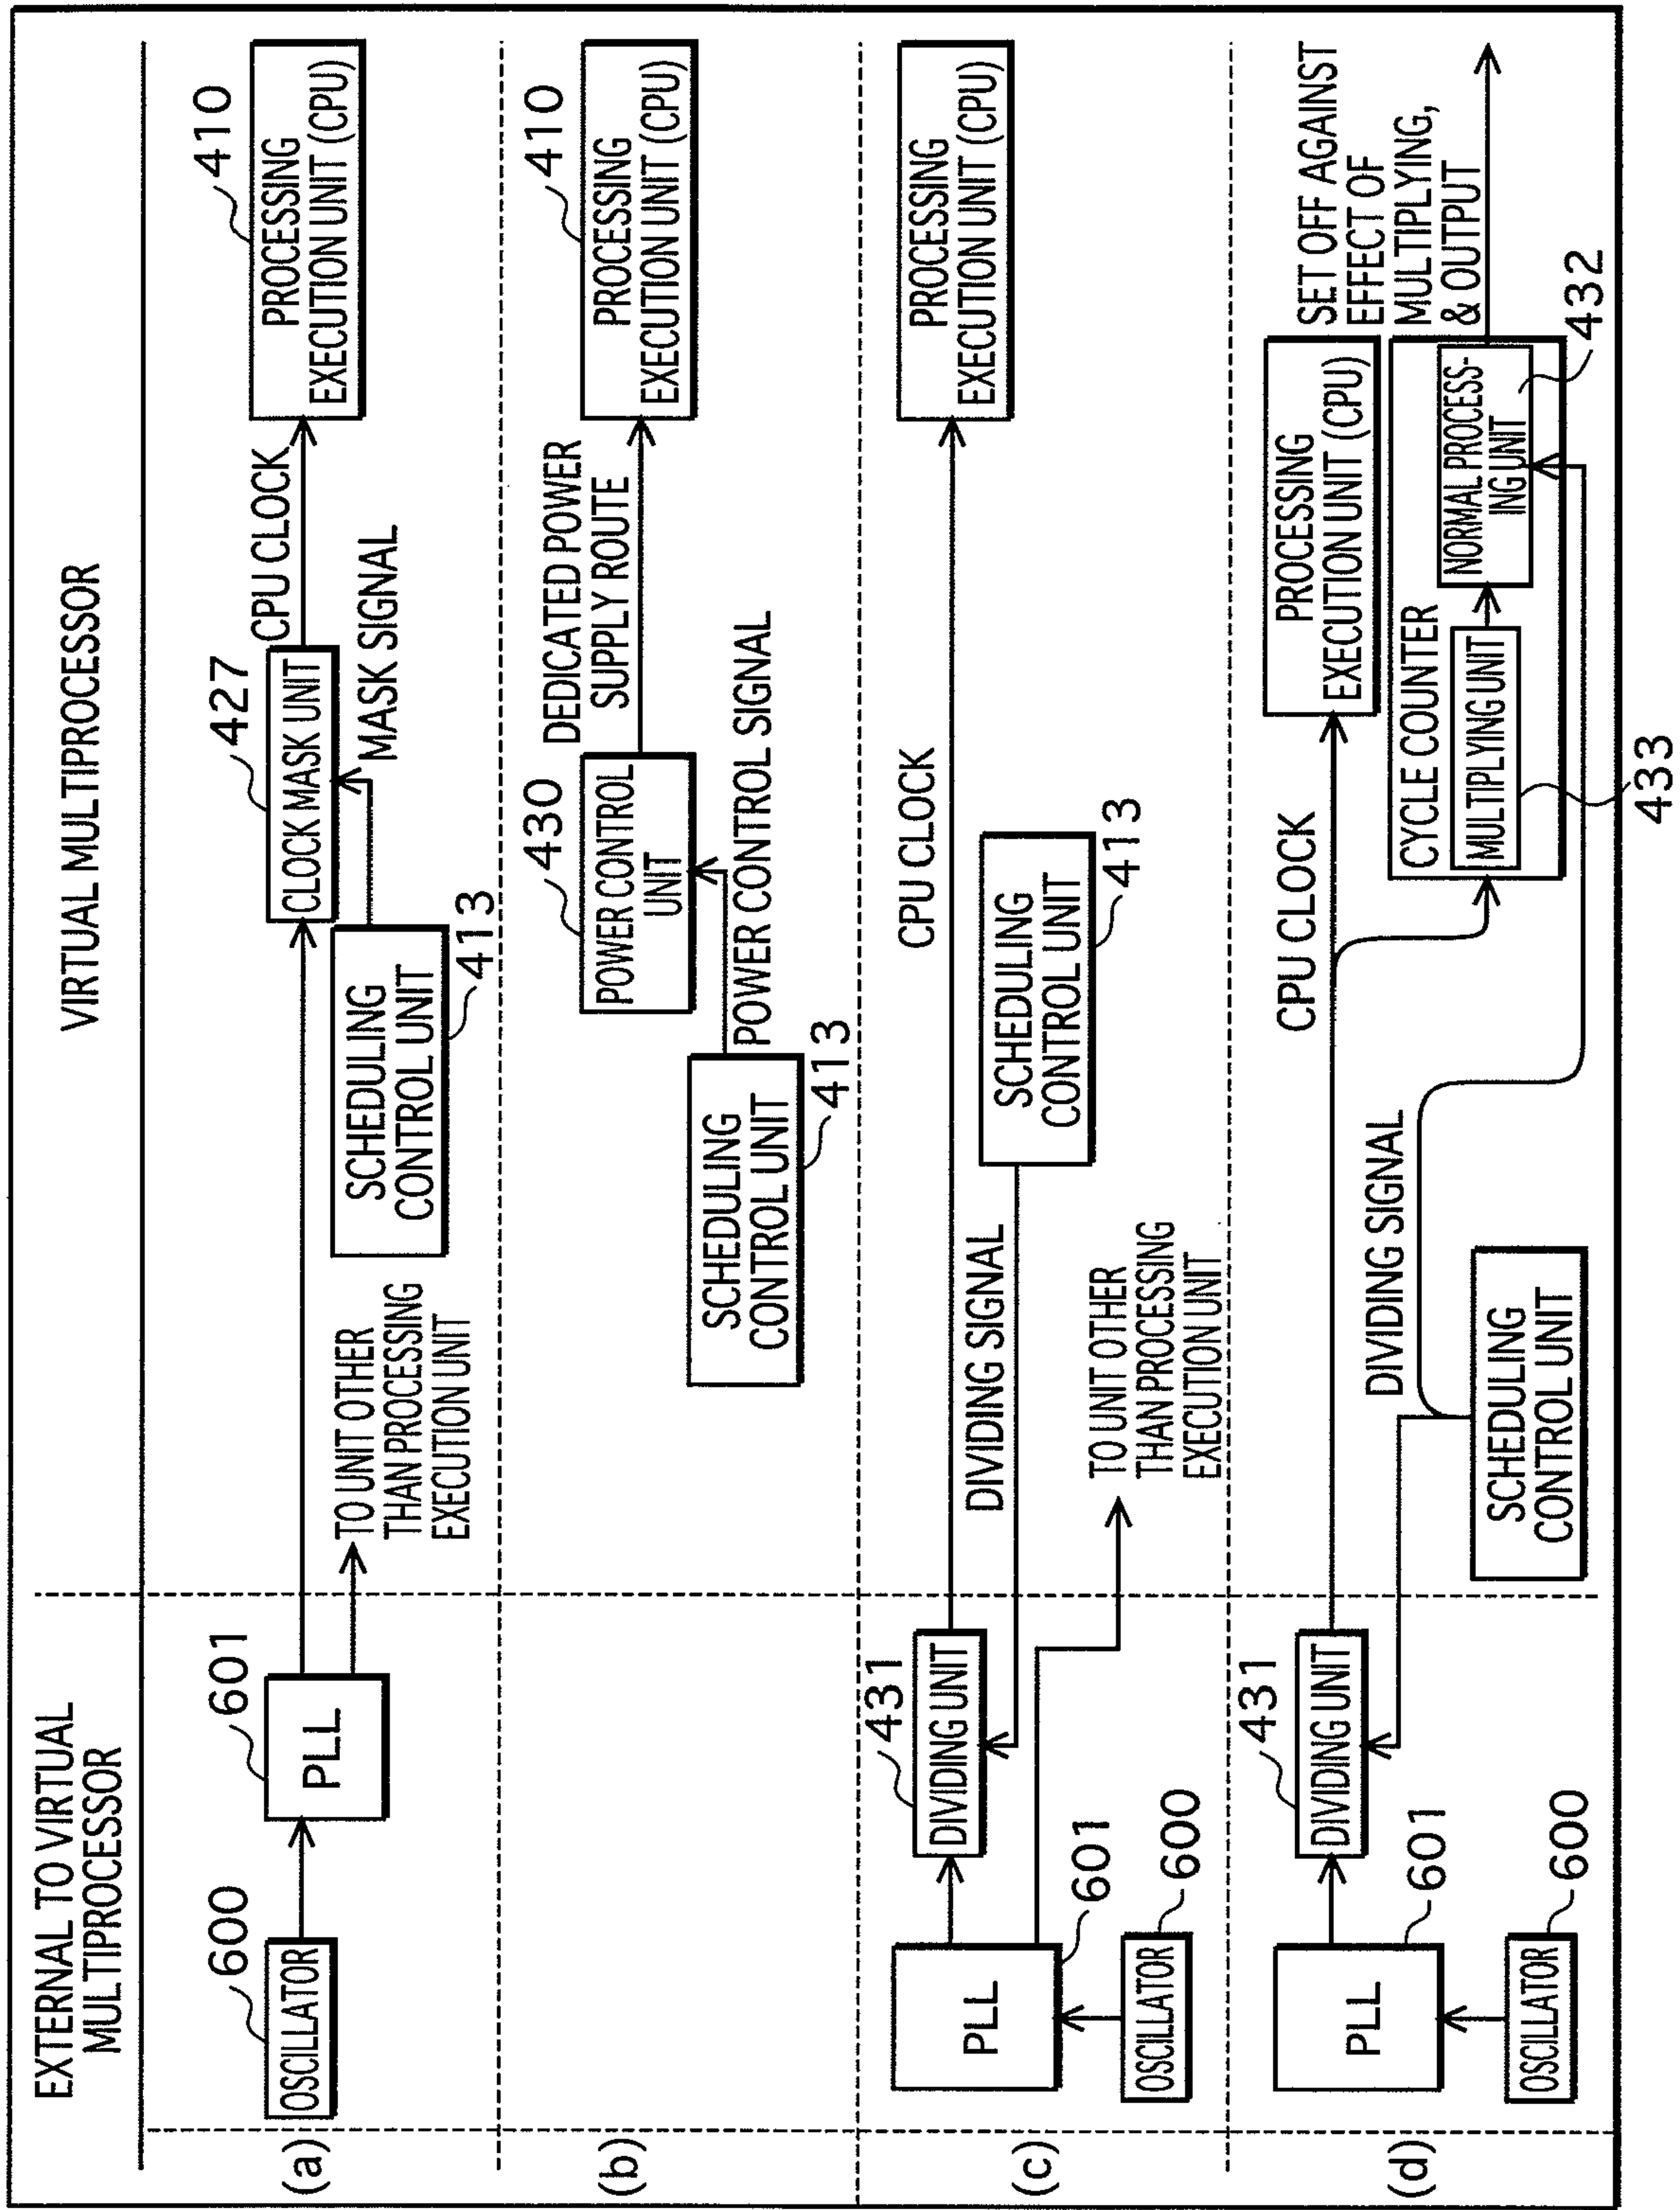 EXTERNAL TO VIRTUAL
MULTIPROCESSOR
VIRTUAL MULTIPROCESSOR
(a)
600
OSCILLATOR
601
PLL
TO UNIT OTHER
THAN PROCESSING
EXECUTION UNIT
SCHEDULING
CONTROL UNIT
413
427
CLOCK MASK UNIT
MASK SIGNAL
CPU CLOCK
410
PROCESSING
EXECUTION UNIT (CPU)
(b)
SCHEDULING
CONTROL UNIT
413
430
POWER CONTROL
UNIT
POWER CONTROL SIGNAL
DEDICATED POWER
SUPPLY ROUTE
410
PROCESSING
EXECUTION UNIT (CPU)
(c)
PLL
601
OSCILLATOR
600
431
DIVIDING UNIT
DIVIDING SIGNAL
TO UNIT OTHER
THAN PROCESSING
EXECUTION UNIT
SCHEDULING
CONTROL UNIT
413
CPU CLOCK
PROCESSING
EXECUTION UNIT (CPU)
(d)
PLL
601
OSCILLATOR
600
431
DIVIDING UNIT
SCHEDULING
CONTROL UNIT
DIVIDING SIGNAL
CPU CLOCK
PROCESSING
EXECUTION UNIT (CPU)
CYCLE COUNTER
MULTIPLYING UNIT
433
NORMAL PROCESS-
ING UNIT
432
SET OFF AGAINST
EFFECT OF
MULTIPLYING,
& OUTPUT